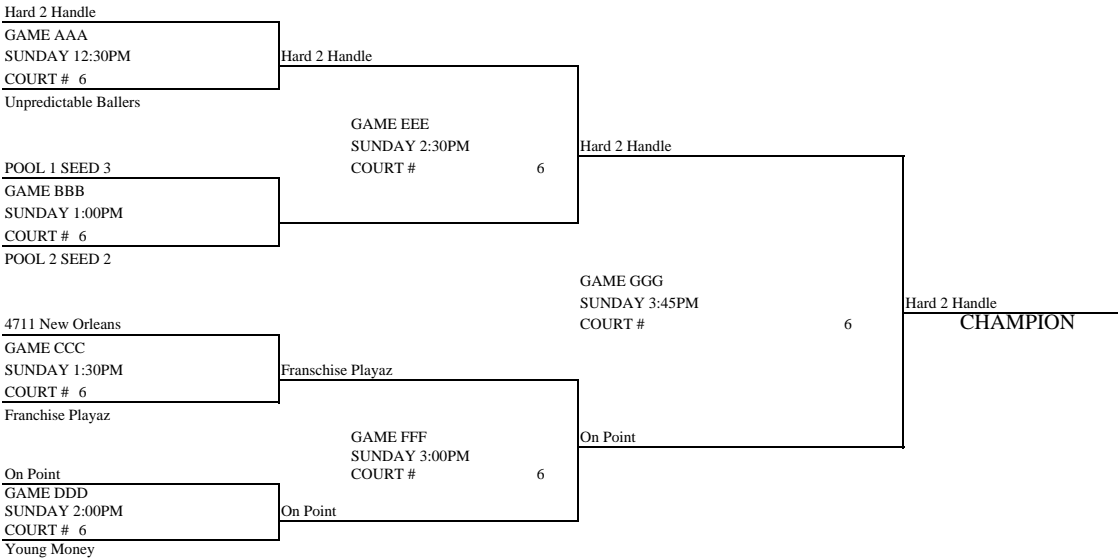 Hard 2 Handle
GAME AAA
SUNDAY 12:30PM
COURT # 6
Unpredictable Ballers
Hard 2 Handle
GAME EEE
SUNDAY 2:30PM
COURT # 6
Hard 2 Handle
POOL 1 SEED 3
GAME BBB
SUNDAY 1:00PM
COURT # 6
POOL 2 SEED 2
GAME GGG
SUNDAY 3:45PM
COURT # 6
Hard 2 Handle
CHAMPION
4711 New Orleans
GAME CCC
SUNDAY 1:30PM
COURT # 6
Franchise Playaz
Franschise Playaz
GAME FFF
SUNDAY 3:00PM
COURT # 6
On Point
On Point
GAME DDD
SUNDAY 2:00PM
COURT # 6
Young Money
On Point